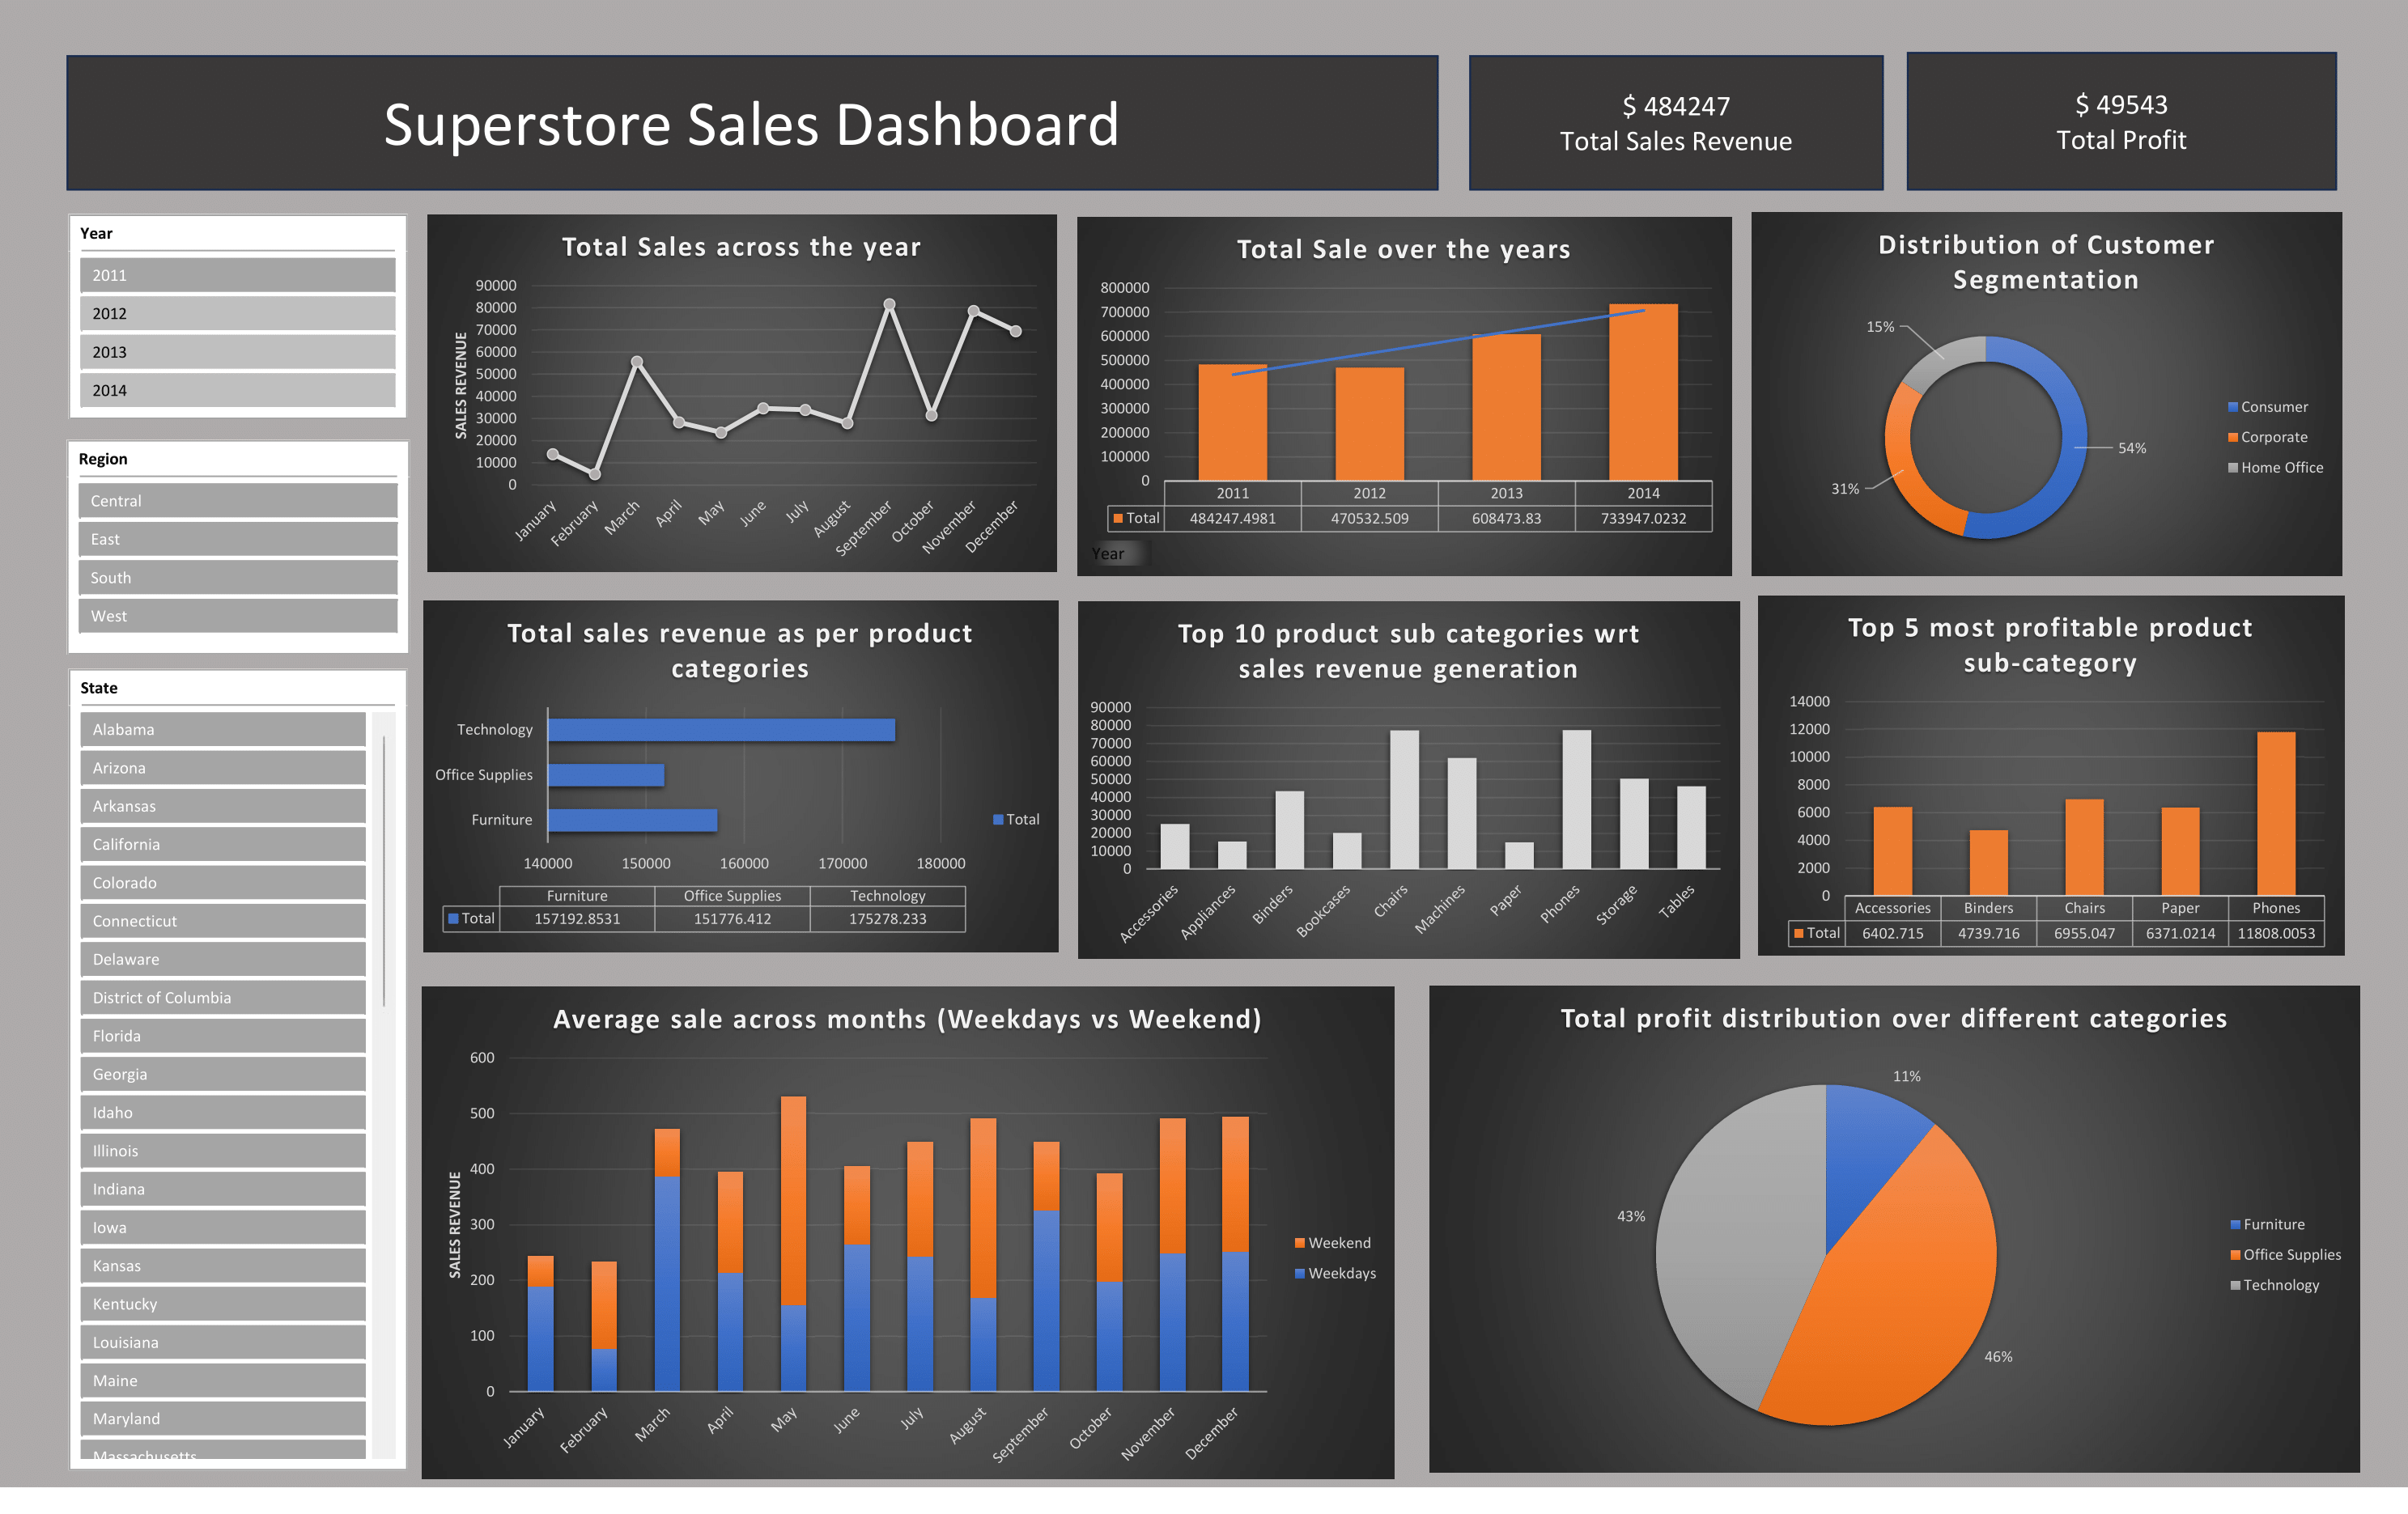 Superstore Sales Dashboard
$ 484247
Total Sales Revenue
$ 49543
Total Profit
Year
2011
2012
2013
2014
Region
Central
East
South
West
State
Alabama
Arizona
Arkansas
California
Colorado
Connecticut
Delaware
District of Columbia
Florida
Georgia
Idaho
Illinois
Indiana
Iowa
Kansas
Kentucky
Louisiana
Maine
Maryland
Massachusetts
Total Sales across the year
SALES REVENUE
90000
80000
70000
60000
50000
40000
30000
20000
10000
0
January
February
March
April
May
June
July
August
September
October
November
December
Total Sale over the years
800000
700000
600000
500000
400000
300000
200000
100000
0
2011 2012 2013 2014
Total 484247.4981 470532.509 608473.83 733947.0232
Year
Distribution of Customer
Segmentation
15%
54%
31%
Consumer
Corporate
Home Office
Total sales revenue as per product
categories
Technology
Office Supplies
Furniture
Total
140000 150000 160000 170000 180000
Furniture Office Supplies Technology
Total 157192.8531 151776.412 175278.233
Top 10 product sub categories wrt
sales revenue generation
90000
80000
70000
60000
50000
40000
30000
20000
10000
0
Accessories
Appliances
Binders
Bookcases
Chairs
Machines
Paper
Phones
Storage
Tables
Top 5 most profitable product
sub-category
14000
12000
10000
8000
6000
4000
2000
0
Accessories Binders Chairs Paper Phones
Total 6402.715 4739.716 6955.047 6371.0214 11808.0053
Average sale across months (Weekdays vs Weekend)
SALES REVENUE
600
500
400
300
200
100
0
January
February
March
April
May
June
July
August
September
October
November
December
Weekend
Weekdays
Total profit distribution over different categories
11%
43%
46%
Furniture
Office Supplies
Technology